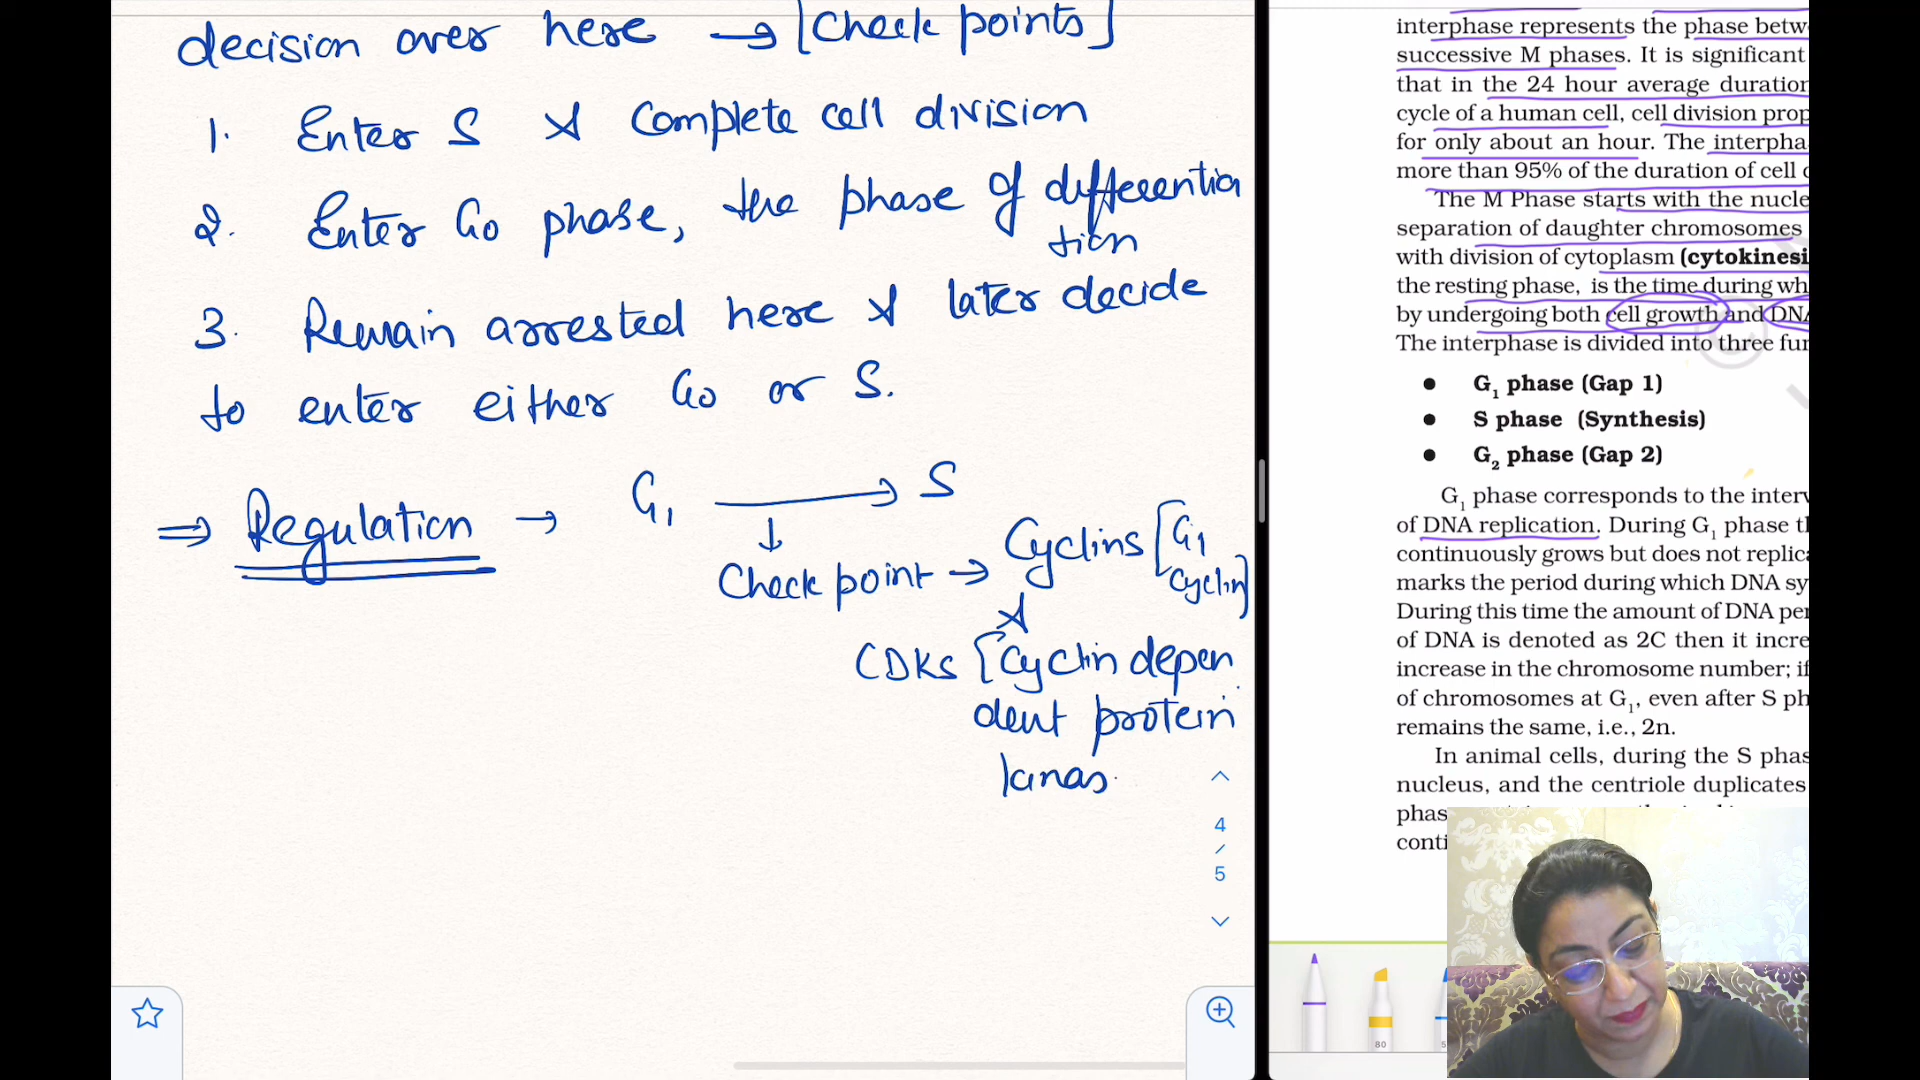 decision over here → [Check points]
1. Enter S & Complete cell division
2. Enter G0 phase, the phase of differentia
tion
3. Remain arrested here & later decide
to enter either G0 or S.
⇒ Regulation → G1 → S
↓
Check point → Cyclins [G1
cyclin]
&
CDKs [Cyclin depen
dent protein
kinas
4
/
5
interphase represents the phase betw
successive M phases. It is significant
that in the 24 hour average duration
cycle of a human cell, cell division prop
for only about an hour. The interpha
more than 95% of the duration of cell c
The M Phase starts with the nucle
separation of daughter chromosomes
with division of cytoplasm (cytokinesi
the resting phase, is the time during wh
by undergoing both cell growth and DNA
The interphase is divided into three fur
• G1 phase (Gap 1)
• S phase (Synthesis)
• G2 phase (Gap 2)
G1 phase corresponds to the interv
of DNA replication. During G1 phase t
continuously grows but does not replica
marks the period during which DNA sy
During this time the amount of DNA per
of DNA is denoted as 2C then it incre
increase in the chromosome number; if
of chromosomes at G1, even after S ph
remains the same, i.e., 2n.
In animal cells, during the S phas
nucleus, and the centriole duplicates
phas
conti
80
5